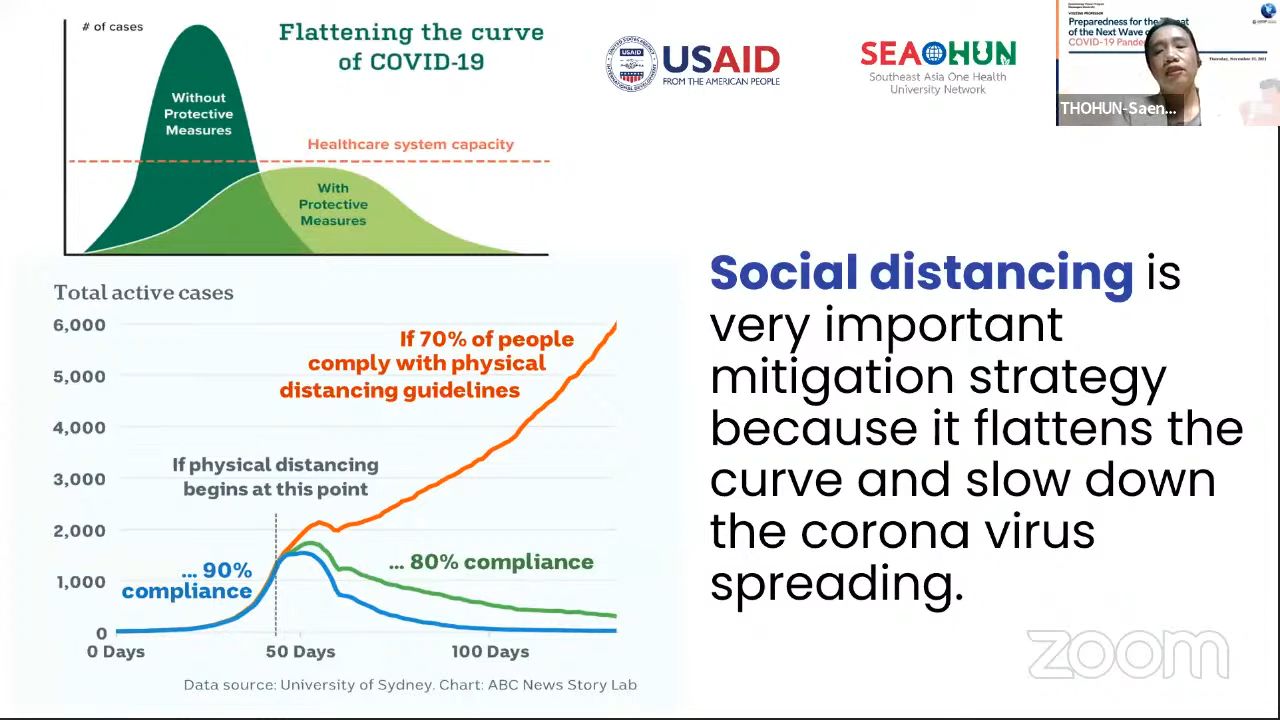 # of cases
Flattening the curve
of COVID-19
Without
Protective
Measures
Healthcare system capacity
With
Protective
Measures
USAID
USAID
FROM THE AMERICAN PEOPLE
SEAOHUN
Southeast Asia One Health
University Network
Preparedness for the
of the Next Wave
COVID-19
THOHUN-Saen...
Total active cases
6,000
5,000
4,000
3,000
2,000
1,000
0
If 70% of people
comply with physical
distancing guidelines
If physical distancing
begins at this point
... 90%
compliance
... 80% compliance
0 Days
50 Days
100 Days
Data source: University of Sydney. Chart: ABC News Story Lab
Social distancing is
very important
mitigation strategy
because it flattens the
curve and slow down
the corona virus
spreading.
zoom